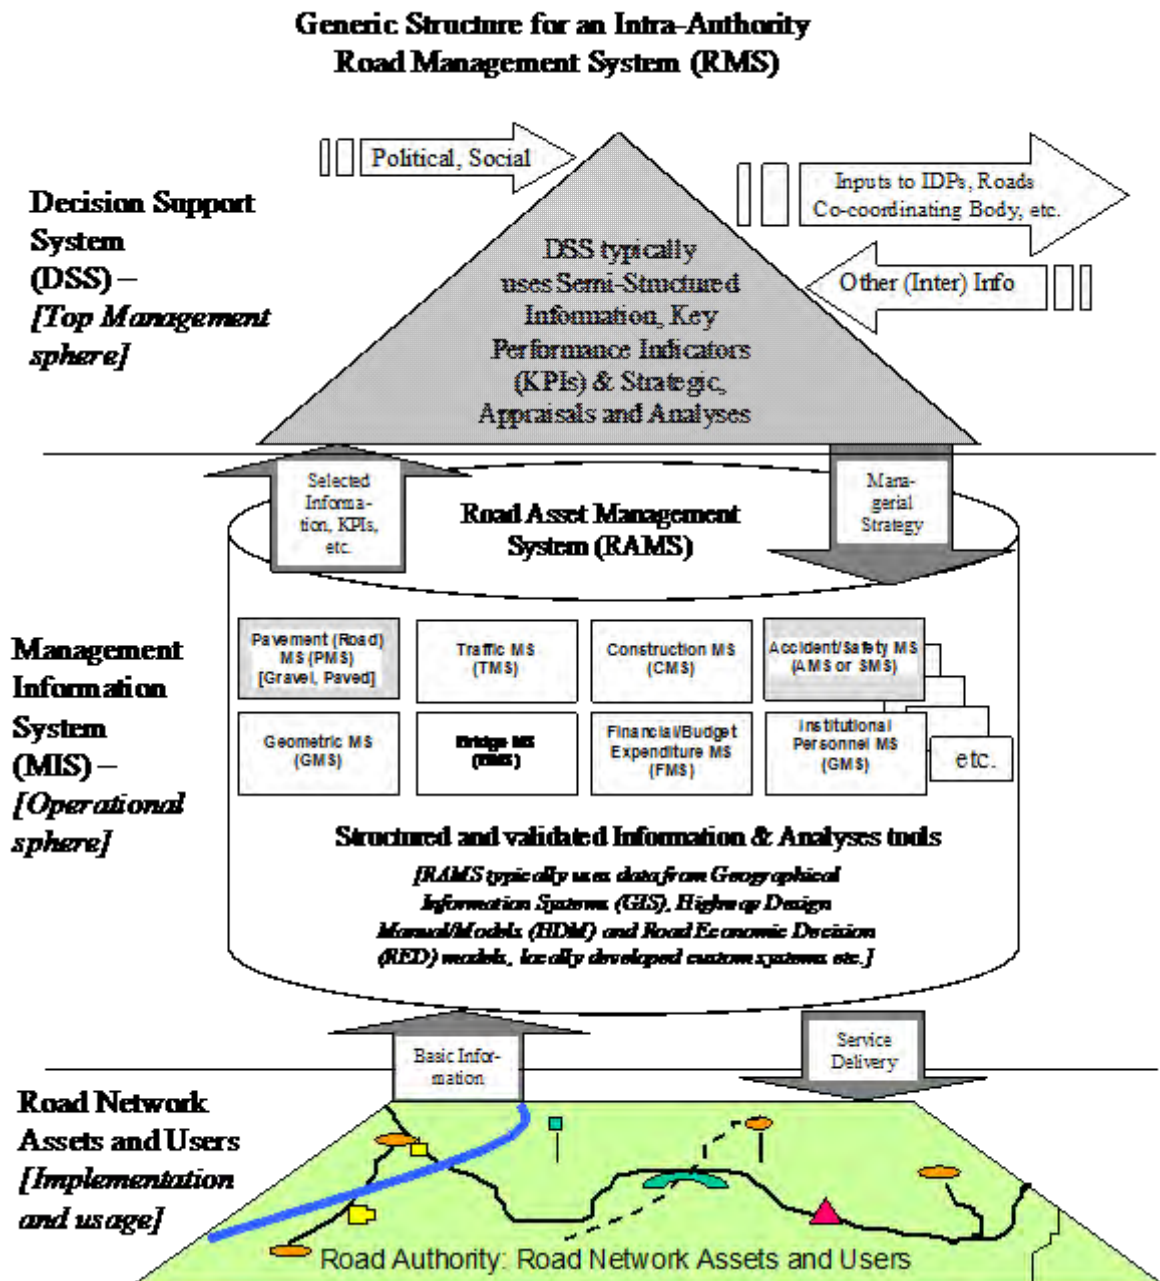 Generic Structure for an Intra-Authority
Road Management System (RMS)
Political, Social
Inputs to IDPs, Roads
Co-coordinating Body, etc.
Other (Inter) Info
Decision Support
System
(DSS) –
[Top Management
sphere]
DSS typically
uses Semi-Structured
Information, Key
Performance Indicators
(KPIs) & Strategic,
Appraisals and Analyses
Selected
Informa-
tion, KPIs,
etc.
Road Asset Management
System (RAMS)
Mana-
gerial
Strategy
Management
Information
System
(MIS) –
[Operational
sphere]
Pavement (Road)
MS (PMS)
[Gravel, Paved]
Traffic MS
(TMS)
Construction MS
(CMS)
Accident/Safety MS
(AMS or SMS)
Geometric MS
(GMS)
Bridge MS
(BMS)
Financial/Budget
Expenditure MS
(FMS)
Institutional
Personnel MS
(GMS)
etc.
Structured and validated Information & Analyses tools
[RAMS typically uses data from Geographical
Information Systems (GIS), Highway Design
Manual/Models (HDM) and Road Economic Decision
(RED) models, locally developed custom systems etc.]
Basic Infor-
mation
Service
Delivery
Road Network
Assets and Users
[Implementation
and usage]
Road Authority: Road Network Assets and Users